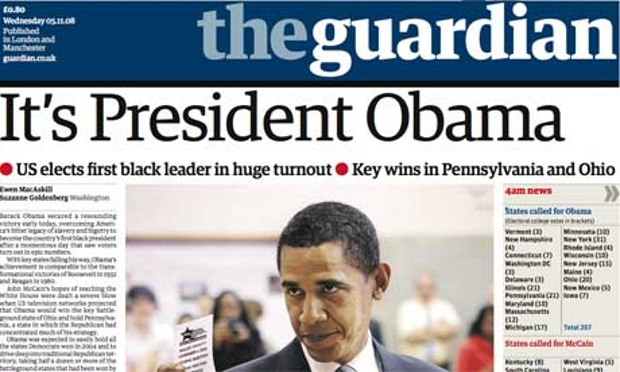 £0.80
Wednesday 05.11.08
Published
in London and
Manchester
guardian.co.uk
theguardian
It's President Obama
● US elects first black leader in huge turnout ● Key wins in Pennsylvania and Ohio
Ewen MacAskill
Suzanne Goldenberg Washington
Barack Obama secured a resounding
victory early today, overcoming Amer-
ica's bitter legacy of slavery and bigotry to
become the country's first black president
after a momentous day that saw voters
turn out in epic numbers.
With key states falling his way, Obama's
achievement is comparable to the trans-
formational victories of Roosevelt in 1932
and Reagan in 1980.
John McCain's hopes of reaching the
White House were dealt a severe blow
when US television networks projected
that Obama would win the key battle-
ground state of Ohio and hold Pennsylva-
nia, a state in which the Republican had
concentrated much of his strategy.
Obama was expected to easily hold all
the states Democrats won in 2004 and to
drive deep into traditional Republican ter-
ritory, taking half a dozen or more of the
battleground states that had been won by
4am news
States called for Obama
(Electoral college votes in brackets)
Vermont (3)
New Hampshire
(4)
Connecticut (7)
Washington DC
(3)
Delaware (3)
Illinois (21)
Pennsylvania (21)
Maryland (10)
Massachusetts
(12)
Michigan (17)
Minnesota (10)
New York (31)
Rhode Island (4)
Wisconsin (10)
New Jersey (15)
Maine (4)
Ohio (20)
New Mexico (5)
Iowa (7)
Total 207
States called for McCain
Kentucky (8)
South Carolina
West Virginia (5)
Louisiana (9)